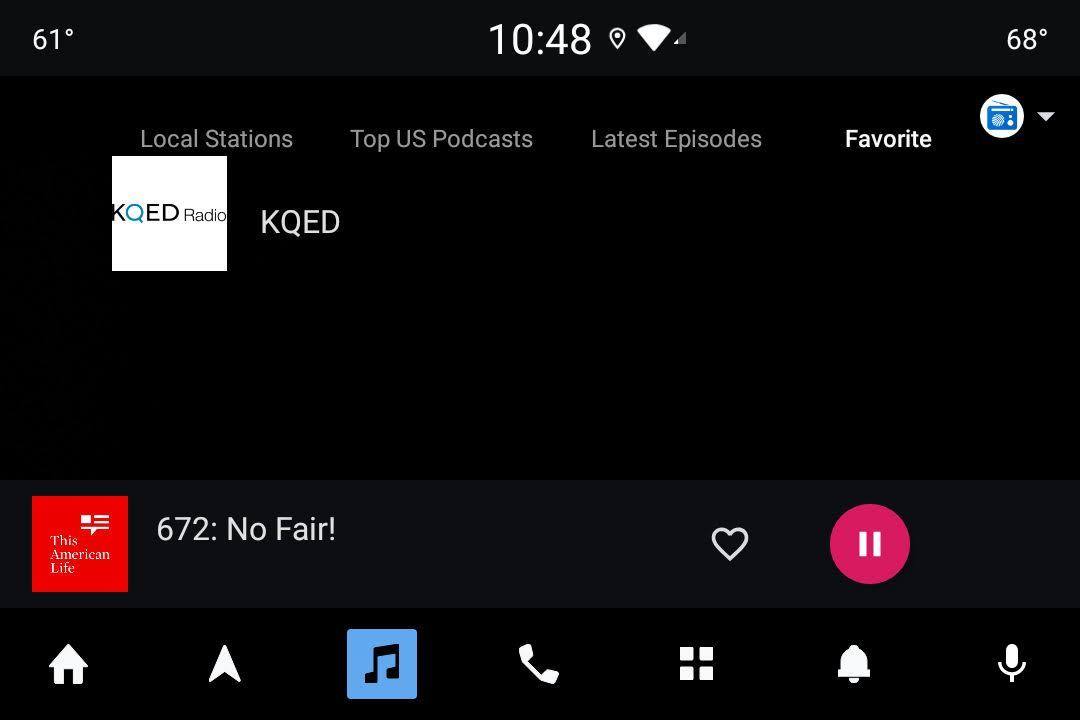 61°
10:48
68°
Local Stations
Top US Podcasts
Latest Episodes
Favorite
KQED Radio
KQED
This
American
Life
672: No Fair!